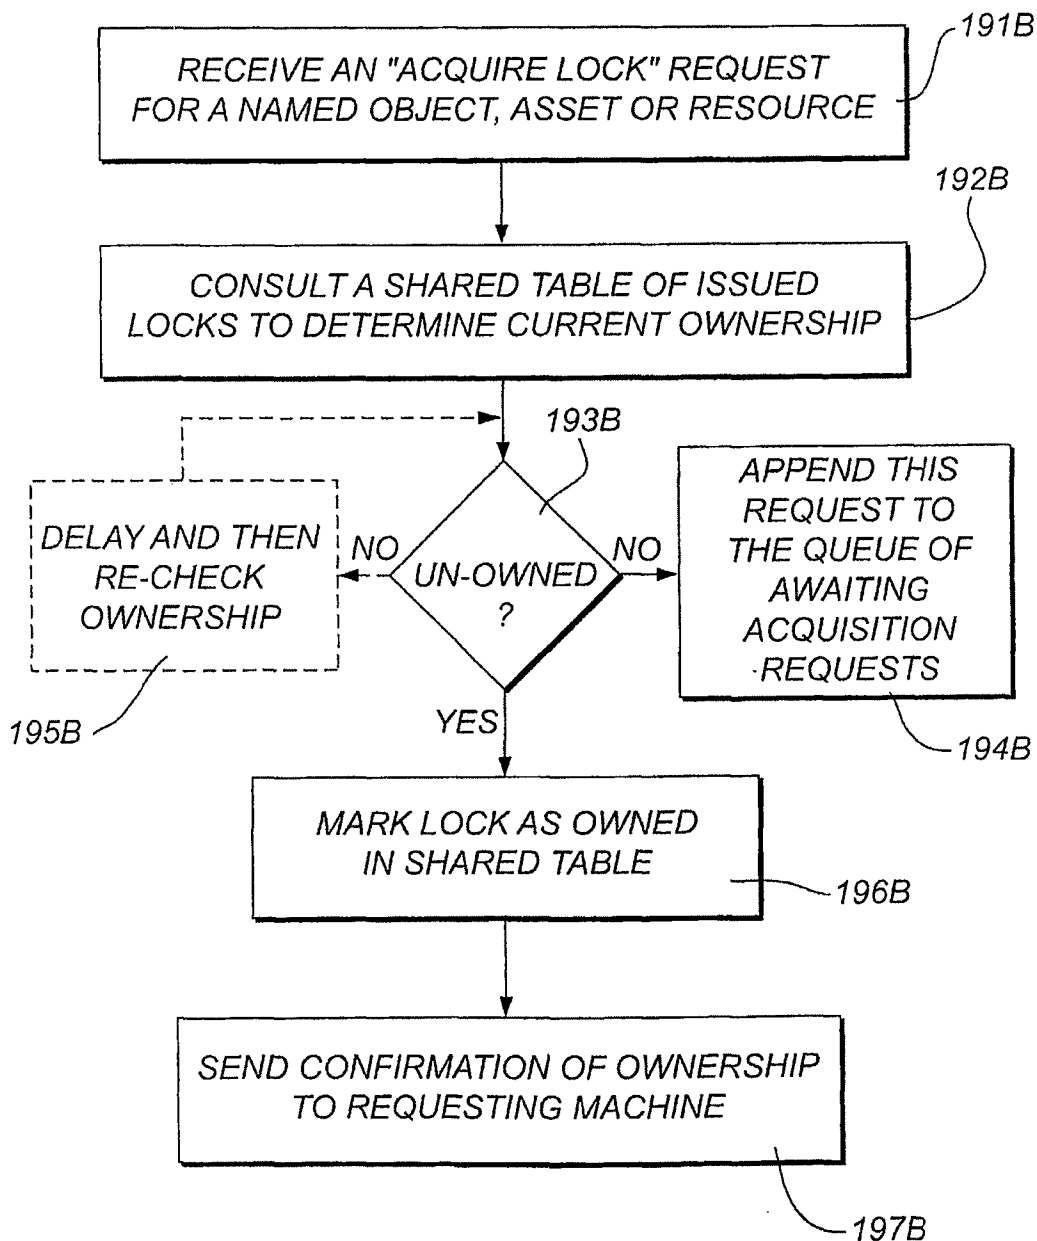 191B
RECEIVE AN "ACQUIRE LOCK" REQUEST
FOR A NAMED OBJECT, ASSET OR RESOURCE
192B
CONSULT A SHARED TABLE OF ISSUED
LOCKS TO DETERMINE CURRENT OWNERSHIP
193B
DELAY AND THEN
RE-CHECK
OWNERSHIP
195B
NO
UN-OWNED
?
NO
APPEND THIS
REQUEST TO
THE QUEUE OF
AWAITING
ACQUISITION
REQUESTS
194B
YES
MARK LOCK AS OWNED
IN SHARED TABLE
196B
SEND CONFIRMATION OF OWNERSHIP
TO REQUESTING MACHINE
197B